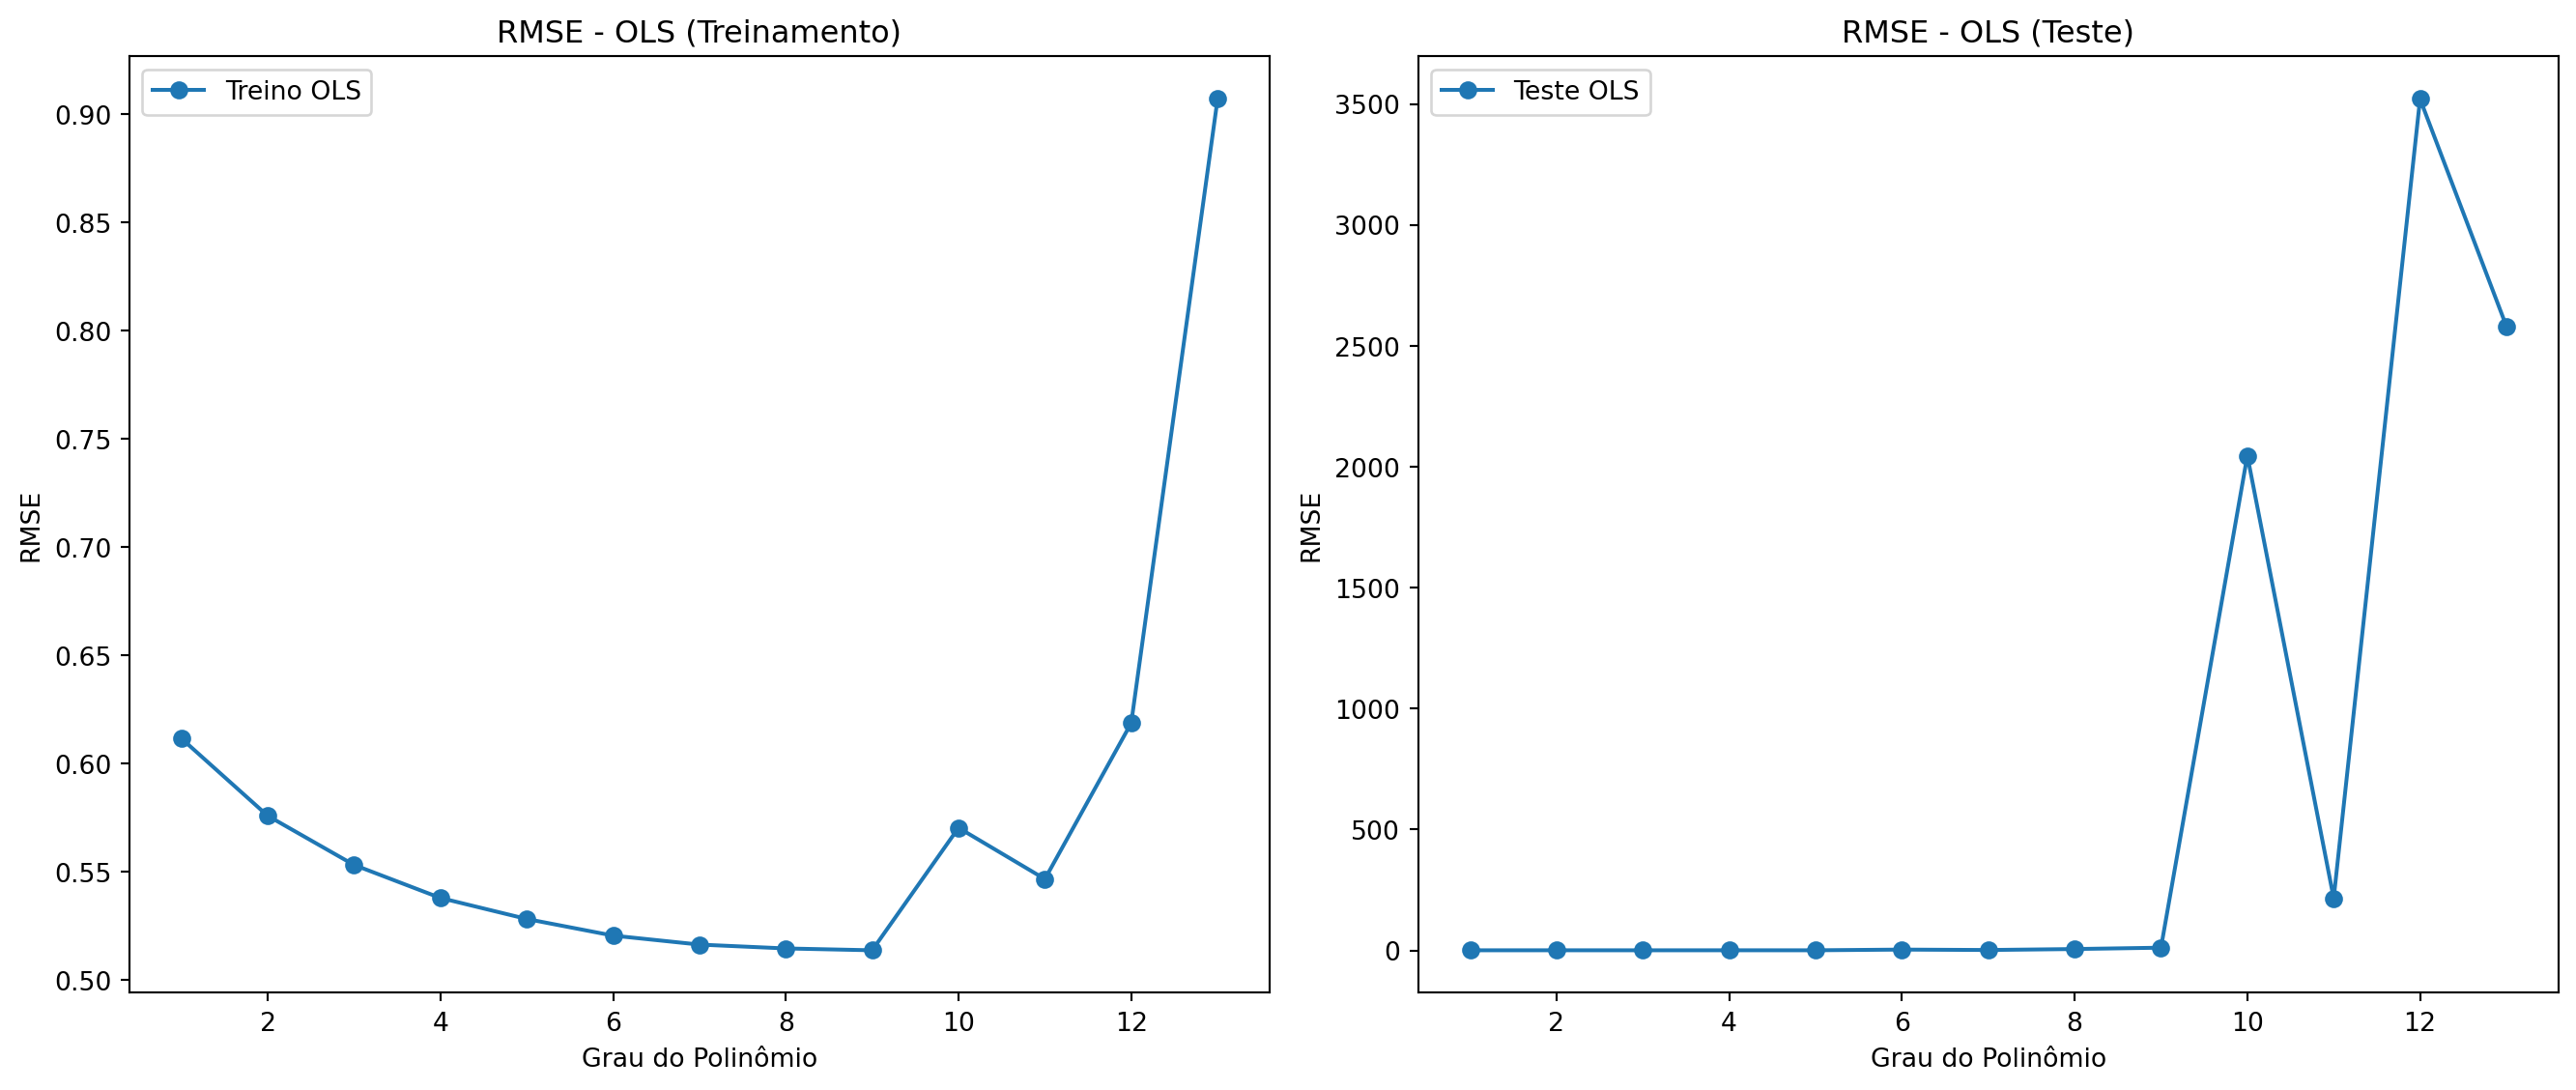 RMSE - OLS (Treinamento)
Treino OLS
0.90
0.85
0.80
0.75
0.70
0.65
0.60
0.55
0.50
RMSE
2 4 6 8 10 12
Grau do Polinômio
RMSE - OLS (Teste)
Teste OLS
3500
3000
2500
2000
1500
1000
500
0
RMSE
2 4 6 8 10 12
Grau do Polinômio